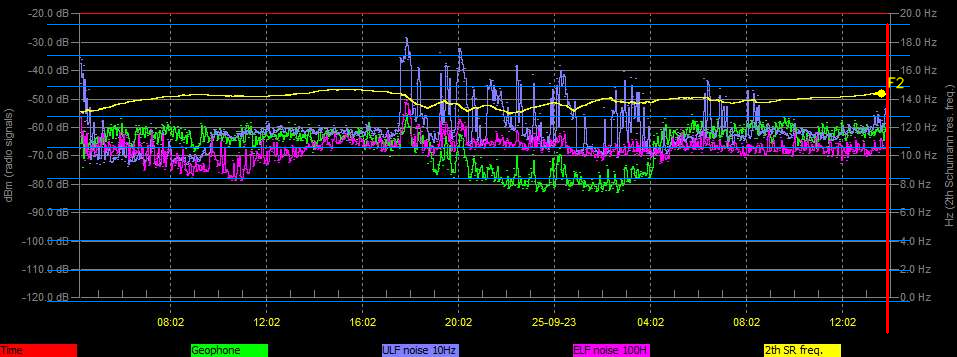 -20.0 dB 20.0 Hz
-30.0 dB 18.0 Hz
-40.0 dB 16.0 Hz
F2
-50.0 dB 14.0 Hz
-60.0 dB 12.0 Hz
-70.0 dB 10.0 Hz
-80.0 dB 8.0 Hz
-90.0 dB 6.0 Hz
-100.0 dB 4.0 Hz
-110.0 dB 2.0 Hz
-120.0 dB 0.0 Hz
dBm (radio signals)
Hz (2th Schumann res. freq.)
08:02 12:02 16:02 20:02 25-09-23 04:02 08:02 12:02
Time Geophone ULF noise 10Hz ELF noise 100H 2th SR freq.